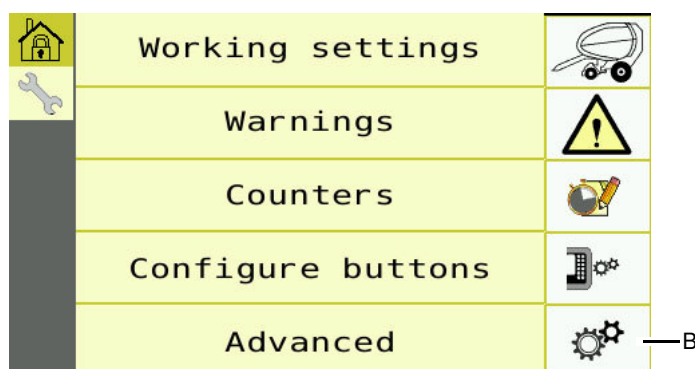 Working settings
Warnings
Counters
Configure buttons
Advanced
B